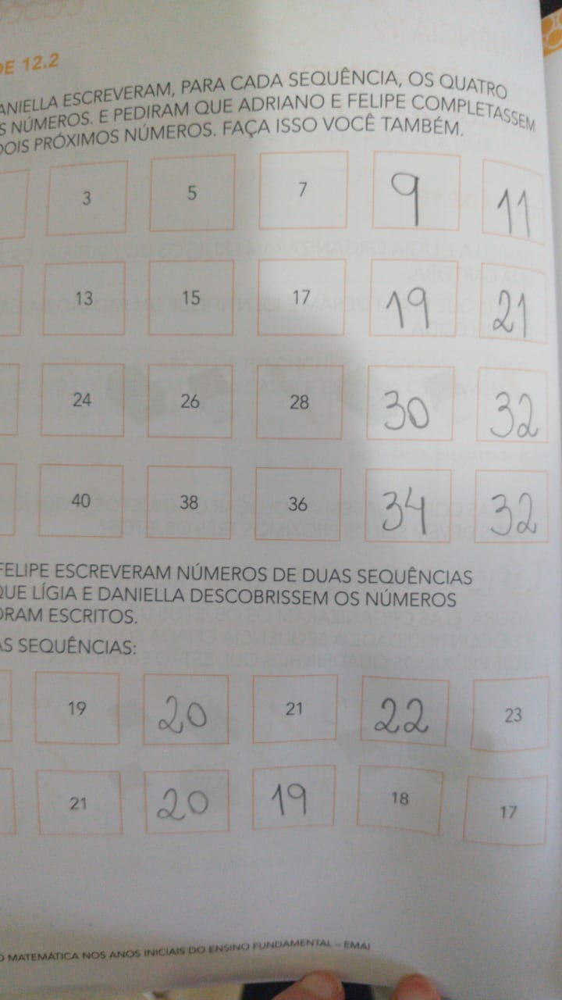 DE 12.2
ANIELLA ESCREVERAM, PARA CADA SEQUÊNCIA, OS QUATRO
S NÚMEROS. E PEDIRAM QUE ADRIANO E FELIPE COMPLETASSEM
DOIS PRÓXIMOS NÚMEROS. FAÇA ISSO VOCÊ TAMBÉM.
3 5 7 9 11
13 15 17 19 21
24 26 28 30 32
40 38 36 34 32
FELIPE ESCREVERAM NÚMEROS DE DUAS SEQUÊNCIAS
QUE LÍGIA E DANIELLA DESCOBRISSEM OS NÚMEROS
ORAM ESCRITOS.
AS SEQUÊNCIAS:
19 20 21 22 23
21 20 19 18 17
O MATEMÁTICA NOS ANOS INICIAIS DO ENSINO FUNDAMENTAL – EMAI